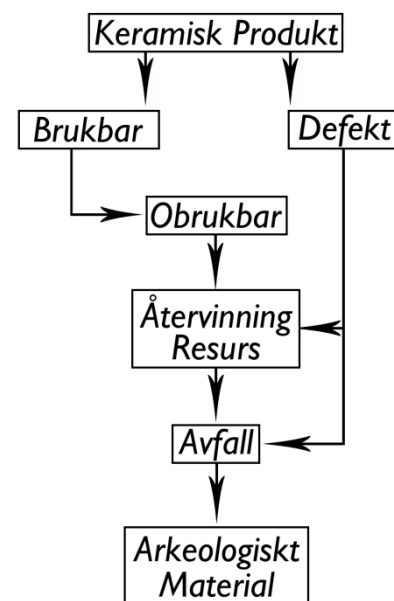 Keramisk Produkt
Brukbar
Defekt
Obrukbar
Återvinning
Resurs
Avfall
Arkeologiskt
Material